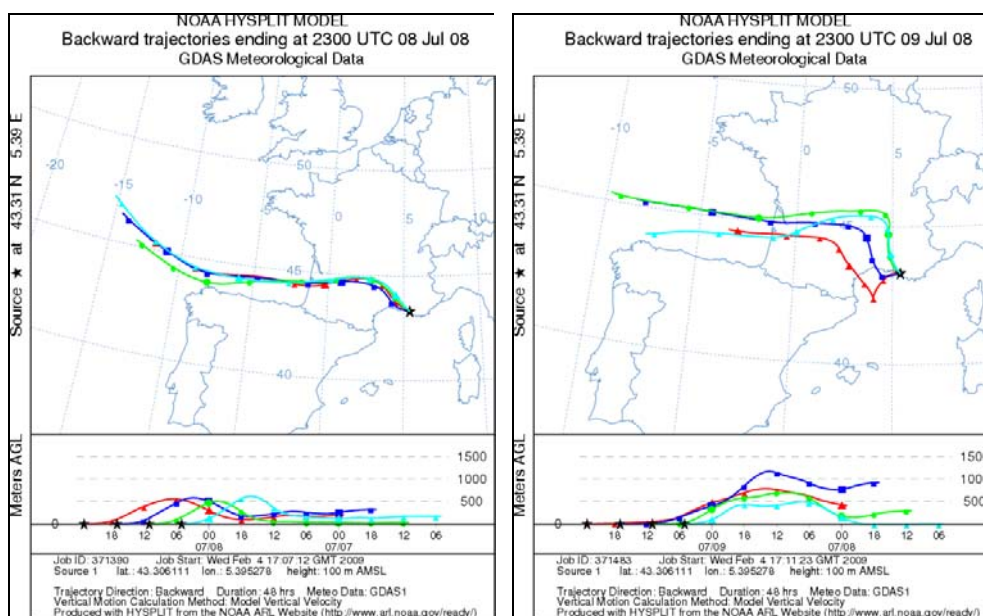 NOAA HYSPLIT MODEL
Backward trajectories ending at 2300 UTC 08 Jul 08
GDAS Meteorological Data
Source ★ at 43.31 N 5.39 E
-20
-15
-10
-50
0
5
45
40
Meters AGL
1500
1000
500
0
18 12 06 00 18 12 06 00 18 12 06
07/08 07/07
Job ID: 371390 Job Start: Wed Feb 4 17:07:12 GMT 2009
Source 1 lat.: 43.306111 lon.: 5.395278 height: 100 m AMSL
Trajectory Direction: Backward Duration: 48 hrs Meteo Data: GDAS1
Vertical Motion Calculation Method: Model Vertical Velocity
Produced with HYSPLIT from the NOAA ARL Website (http://www.arl.noaa.gov/ready/)
NOAA HYSPLIT MODEL
Backward trajectories ending at 2300 UTC 09 Jul 08
GDAS Meteorological Data
Source ★ at 43.31 N 5.39 E
50
-10
0
5
45
40
Meters AGL
1500
1000
500
0
18 12 06 00 18 12 06 00 18 12 06
07/09 07/08
Job ID: 371483 Job Start: Wed Feb 4 17:11:23 GMT 2009
Source 1 lat.: 43.306111 lon.: 5.395278 height: 100 m AMSL
Trajectory Direction: Backward Duration: 48 hrs Meteo Data: GDAS1
Vertical Motion Calculation Method: Model Vertical Velocity
Produced with HYSPLIT from the NOAA ARL Website (http://www.arl.noaa.gov/ready/)